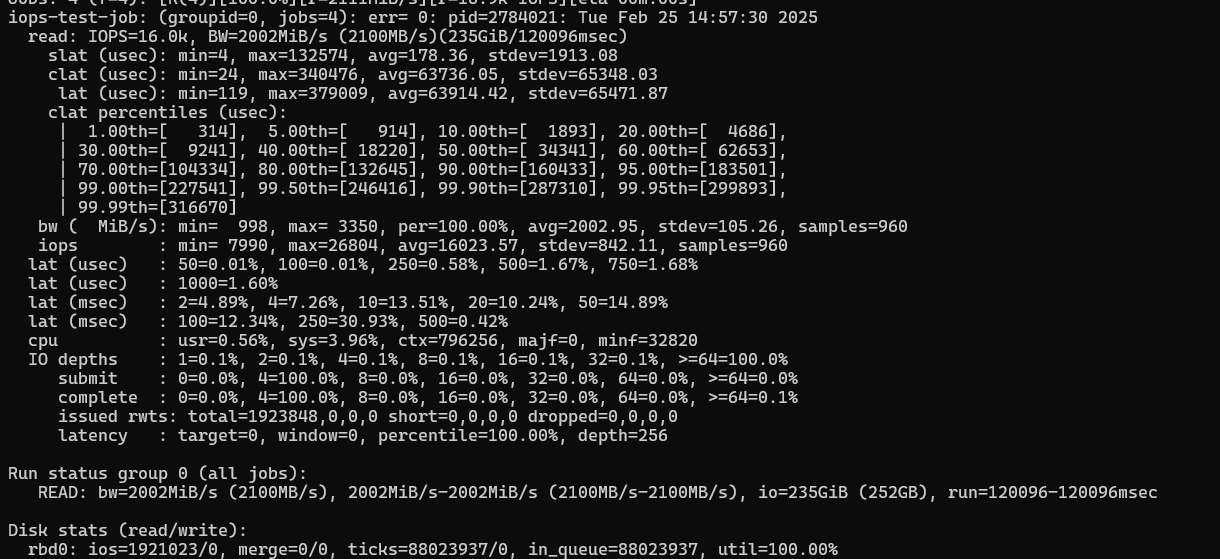 iops-test-job: (groupid=0, jobs=4): err= 0: pid=2784021: Tue Feb 25 14:57:30 2025
  read: IOPS=16.0k, BW=2002MiB/s (2100MB/s)(235GiB/120096msec)
    slat (usec): min=4, max=132574, avg=178.36, stdev=1913.08
    clat (usec): min=24, max=340476, avg=63736.05, stdev=65348.03
     lat (usec): min=119, max=379009, avg=63914.42, stdev=65471.87
    clat percentiles (usec):
     |  1.00th=[   314],  5.00th=[   914], 10.00th=[  1893], 20.00th=[  4686],
     | 30.00th=[  9241], 40.00th=[ 18220], 50.00th=[ 34341], 60.00th=[ 62653],
     | 70.00th=[104334], 80.00th=[132645], 90.00th=[160433], 95.00th=[183501],
     | 99.00th=[227541], 99.50th=[246416], 99.90th=[287310], 99.95th=[299893],
     | 99.99th=[316670]
   bw (  MiB/s): min=  998, max= 3350, per=100.00%, avg=2002.95, stdev=105.26, samples=960
   iops        : min= 7990, max=26804, avg=16023.57, stdev=842.11, samples=960
  lat (usec)   : 50=0.01%, 100=0.01%, 250=0.58%, 500=1.67%, 750=1.68%
  lat (usec)   : 1000=1.60%
  lat (msec)   : 2=4.89%, 4=7.26%, 10=13.51%, 20=10.24%, 50=14.89%
  lat (msec)   : 100=12.34%, 250=30.93%, 500=0.42%
  cpu          : usr=0.56%, sys=3.96%, ctx=796256, majf=0, minf=32820
  IO depths    : 1=0.1%, 2=0.1%, 4=0.1%, 8=0.1%, 16=0.1%, 32=0.1%, >=64=100.0%
     submit    : 0=0.0%, 4=100.0%, 8=0.0%, 16=0.0%, 32=0.0%, 64=0.0%, >=64=0.0%
     complete  : 0=0.0%, 4=100.0%, 8=0.0%, 16=0.0%, 32=0.0%, 64=0.0%, >=64=0.1%
     issued rwts: total=1923848,0,0,0 short=0,0,0,0 dropped=0,0,0,0
     latency   : target=0, window=0, percentile=100.00%, depth=256

Run status group 0 (all jobs):
   READ: bw=2002MiB/s (2100MB/s), 2002MiB/s-2002MiB/s (2100MB/s-2100MB/s), io=235GiB (252GB), run=120096-120096msec

Disk stats (read/write):
  rbd0: ios=1921023/0, merge=0/0, ticks=88023937/0, in_queue=88023937, util=100.00%